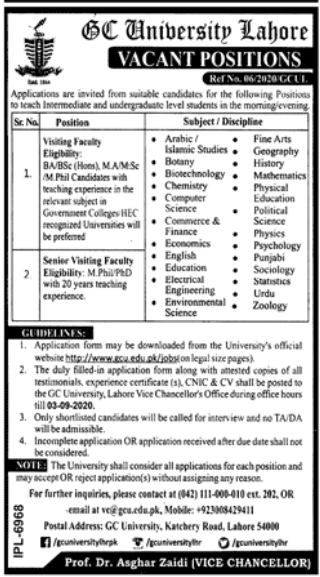 Estd. 1864
GC University Lahore
VACANT POSITIONS
Ref No. 06/2020/GCUL
Applications are invited from suitable candidates for the following Positions
to teach Intermediate and undergraduate level students in the morning/evening.
Sr. No.
Position
Subject / Discipline
1.
Visiting Faculty
Eligibility:
BA/BSc (Hons), M.A/M:Sc
/M.Phil Candidates with
teaching experience in the
relevant subject in
Government Colleges/HEC
recognized Universities will
be preferred
2.
Senior Visiting Faculty
Eligibility: M.Phil/PhD
with 20 years teaching
experience.
• Arabic /
Islamic Studies
• Botany
• Biotechnology
• Chemistry
• Computer
Science
• Commerce &
Finance
• Economics
• English
• Education
• Electrical
Engineering
• Environmental
Science
• Fine Arts
• Geography
• History
• Mathematics
• Physical
Education
• Political
Science
• Physics
• Psychology
• Punjabi
• Sociology
• Statistics
• Urdu
• Zoology
GUIDELINES:
1. Application form may be downloaded from the University's official
website http://www.gcu.edu.pk/jobs(on legal size pages).
2. The duly filled-in application form along with attested copies of all
testimonials, experience certificate (s), CNIC & CV shall be posted to
the GC University, Lahore Vice Chancellor's Office during office hours
till 03-09-2020.
3. Only shortlisted candidates will be called for interview and no TA/DA
will be admissible.
4. Incomplete application OR application received after due date shall not
be considered.
NOTE: The University shall consider all applications for each position and
may accept OR reject application(s) without assigning any reason.
For further inquiries, please contact at (042) 111-000-010 ext. 202, OR
email at vc@gcu.edu.pk, Mobile: +923008429411
Postal Address: GC University, Katchery Road, Lahore 54000
/gcuniversitylhrpk
/gcuniversitylhr
/gcuniversitylhr
Prof. Dr. Asghar Zaidi (VICE CHANCELLOR)
IPL-6968